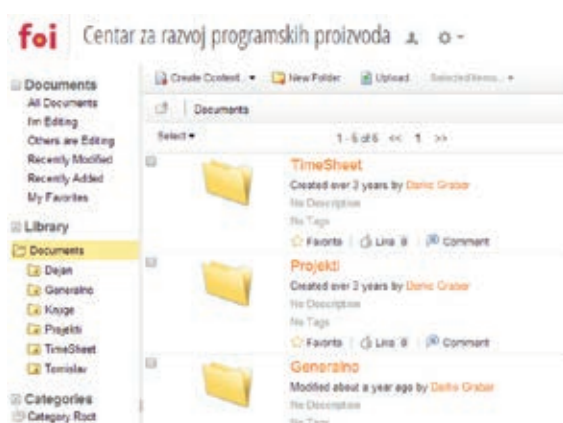 foi Centar za razvoj programskih proizvoda
Documents
All Documents
I'm Editing
Others are Editing
Recently Modified
Recently Added
My Favorites
Library
Documents
Dejan
Generalno
Knjige
Projekti
TimeSheet
Tomislav
Categories
Category Root
Create Content... New Folder Upload Selected Items...
Documents
Select 1 - 6 of 6 << 1 >>
TimeSheet
Created over 3 years by Darko Grabar
No Description
No Tags
Favorite Like 0 Comment
Projekti
Created over 3 years by Darko Grabar
No Description
No Tags
Favorite Like 0 Comment
Generalno
Modified about a year ago by Darko Grabar
No Description
No Tags